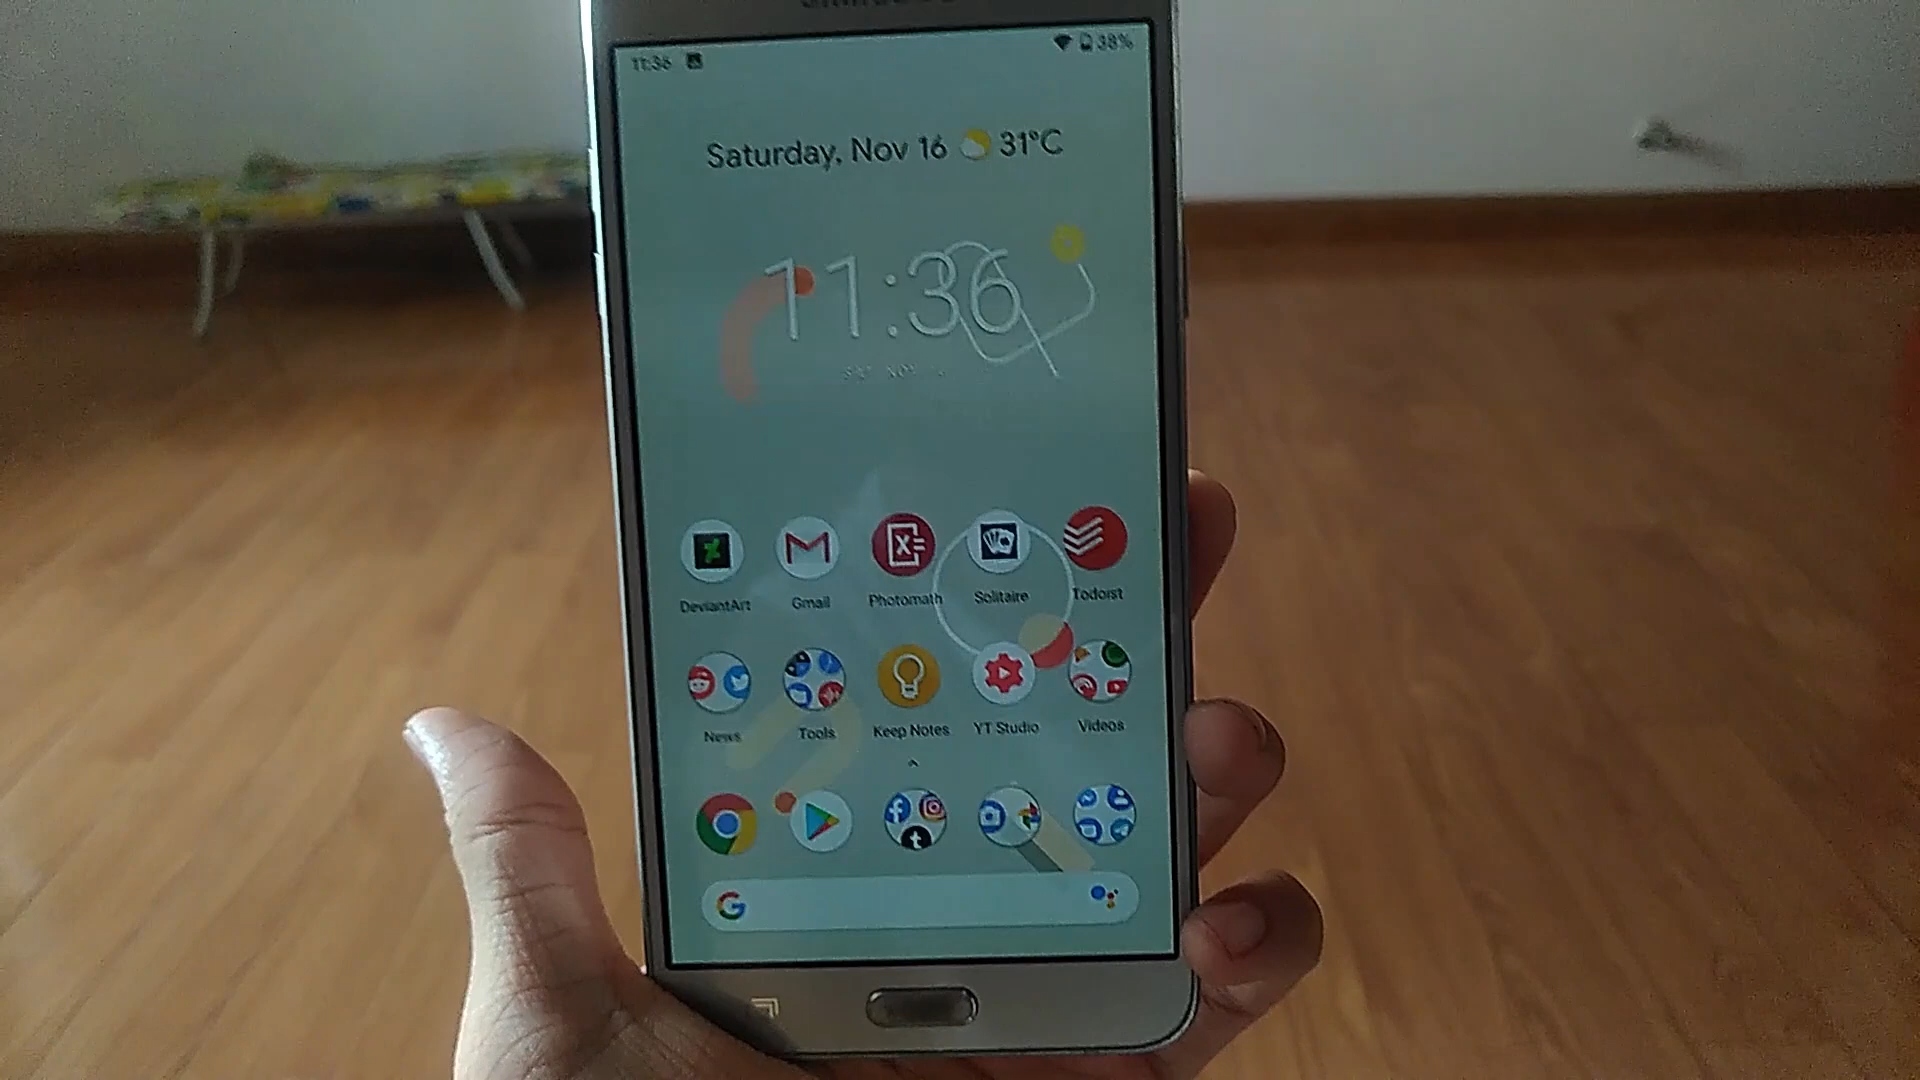 SAMSUNG
11:36 38%
Saturday, Nov 16 31°C
11:36
DeviantArt Gmail Photomath Solitaire Todoist
News Tools Keep Notes YT Studio Videos